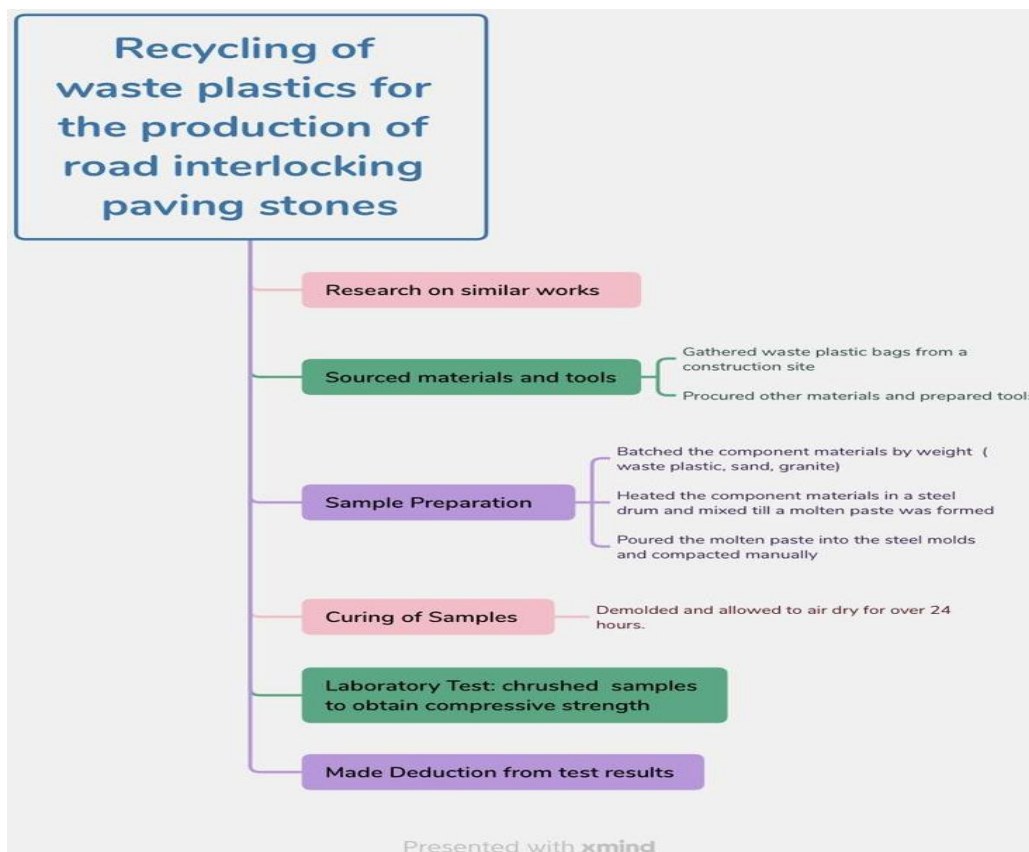 Recycling of
waste plastics for
the production of
road interlocking
paving stones
Research on similar works
Sourced materials and tools
Gathered waste plastic bags from a
construction site
Procured other materials and prepared tools
Sample Preparation
Batched the component materials by weight (
waste plastic, sand, granite)
Heated the component materials in a steel
drum and mixed till a molten paste was formed
Poured the molten paste into the steel molds
and compacted manually
Curing of Samples
Demolded and allowed to air dry for over 24
hours.
Laboratory Test: chrushed samples
to obtain compressive strength
Made Deduction from test results
Presented with xmind